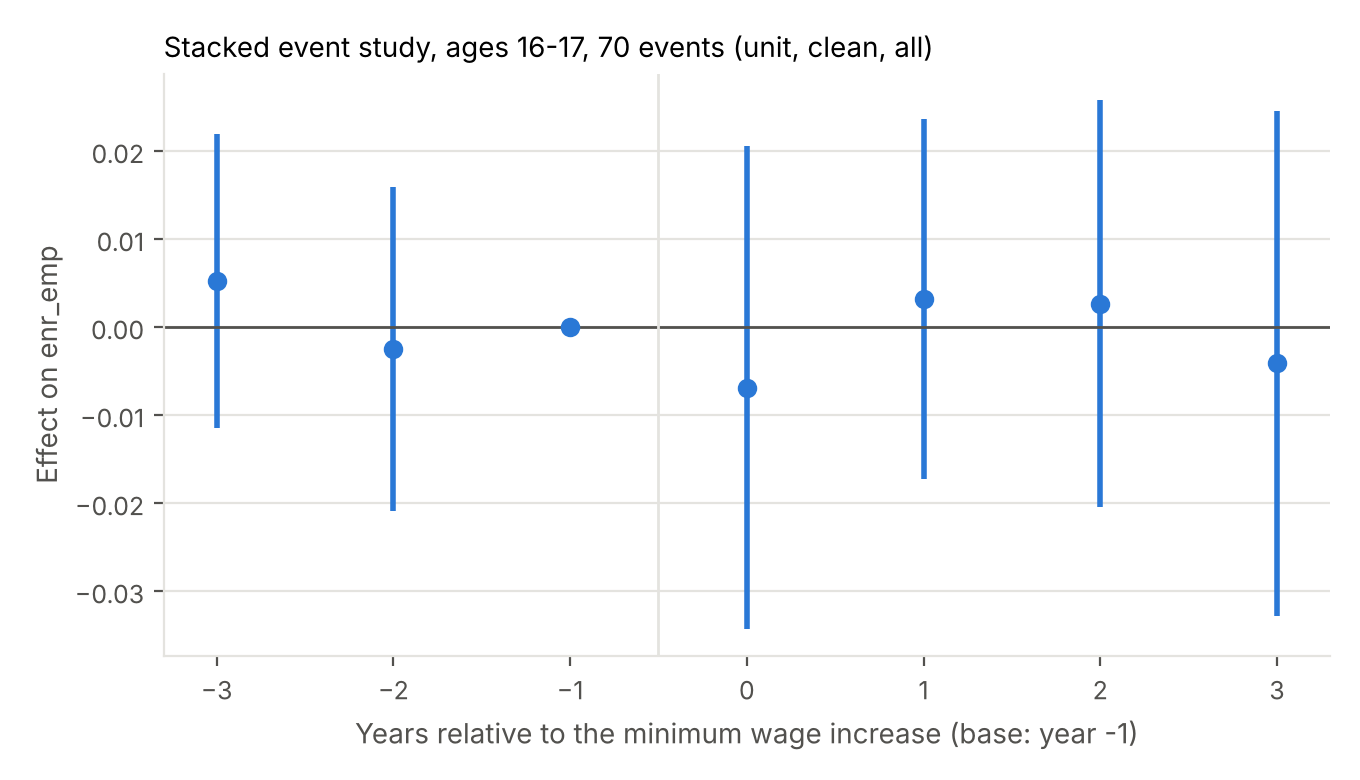 Stacked event study, ages 16-17, 70 events (unit, clean, all)
Effect on enr_emp
0.02
0.01
0.00
−0.01
−0.02
−0.03
−3 −2 −1 0 1 2 3
Years relative to the minimum wage increase (base: year -1)